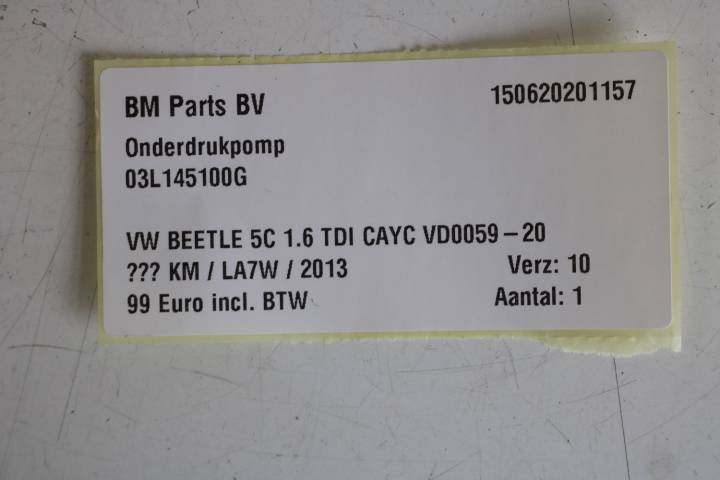 BM Parts BV 150620201157
Onderdrukpomp
03L145100G
VW BEETLE 5C 1.6 TDI CAYC VD0059-20
??? KM / LA7W / 2013 Verz: 10
99 Euro incl. BTW Aantal: 1